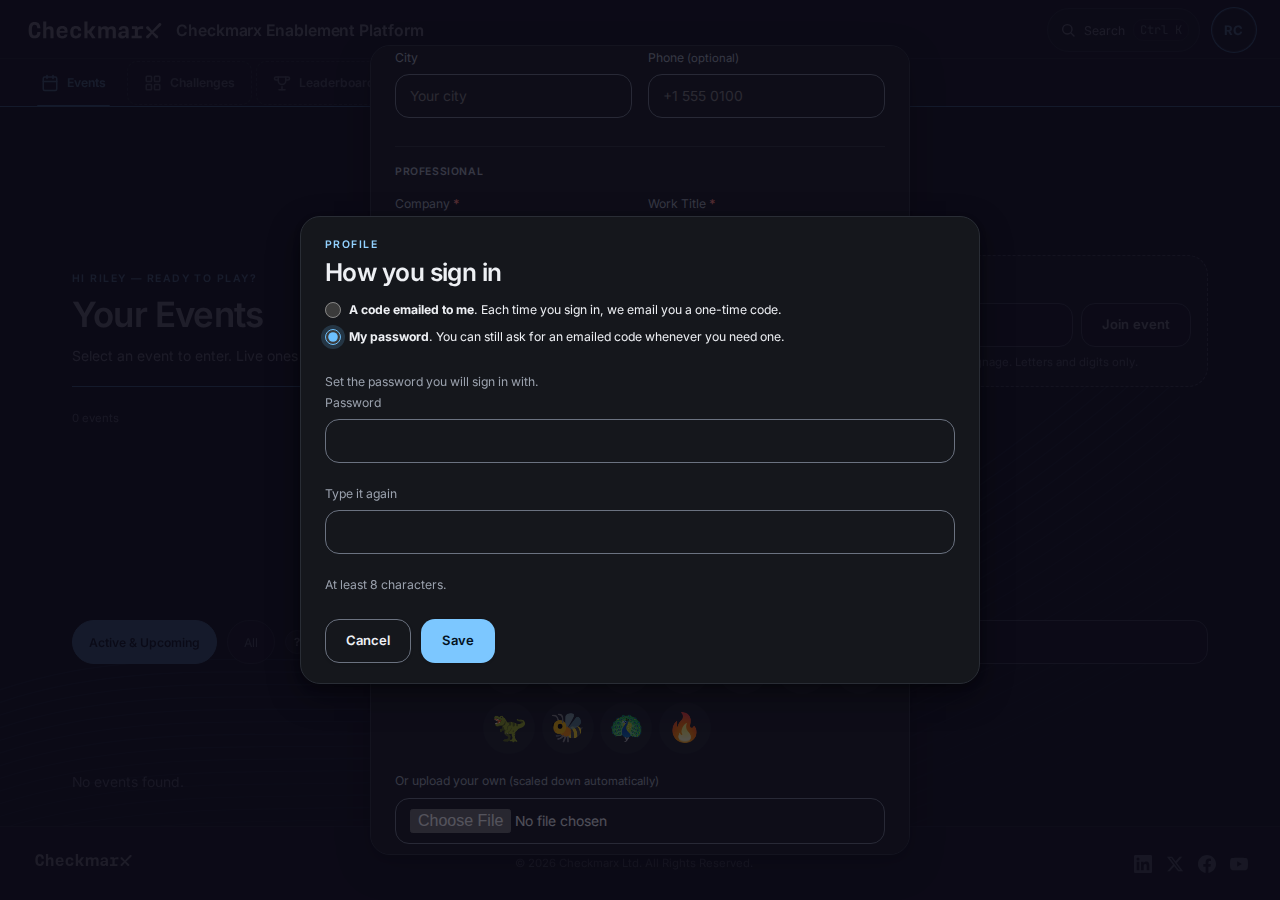 Checkmarx Checkmarx Enablement Platform Search Ctrl K RC
Events Challenges Leaderboar
City Phone (optional)
Your city +1 555 0100
PROFESSIONAL
Company * Work Title *
PROFILE
How you sign in
A code emailed to me. Each time you sign in, we email you a one-time code.
My password. You can still ask for an emailed code whenever you need one.
Set the password you will sign in with.
Password
Type it again
At least 8 characters.
Cancel Save
HI RILEY — READY TO PLAY?
Your Events
Select an event to enter. Live ones
Join event
Letters and digits only.
0 events
Active & Upcoming All
No events found.
Or upload your own (scaled down automatically)
Choose File No file chosen
Checkmarx
© 2026 Checkmarx Ltd. All Rights Reserved.